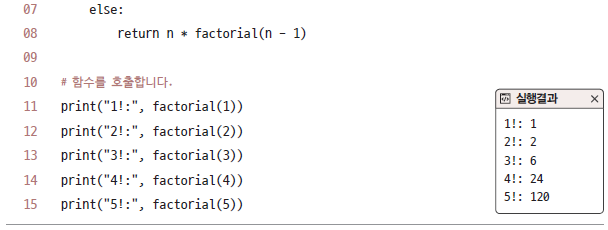 07    else:
08        return n * factorial(n - 1)
09
10 # 함수를 호출합니다.
11 print("1!:", factorial(1))
12 print("2!:", factorial(2))
13 print("3!:", factorial(3))
14 print("4!:", factorial(4))
15 print("5!:", factorial(5))
실행결과 ×
1!: 1
2!: 2
3!: 6
4!: 24
5!: 120